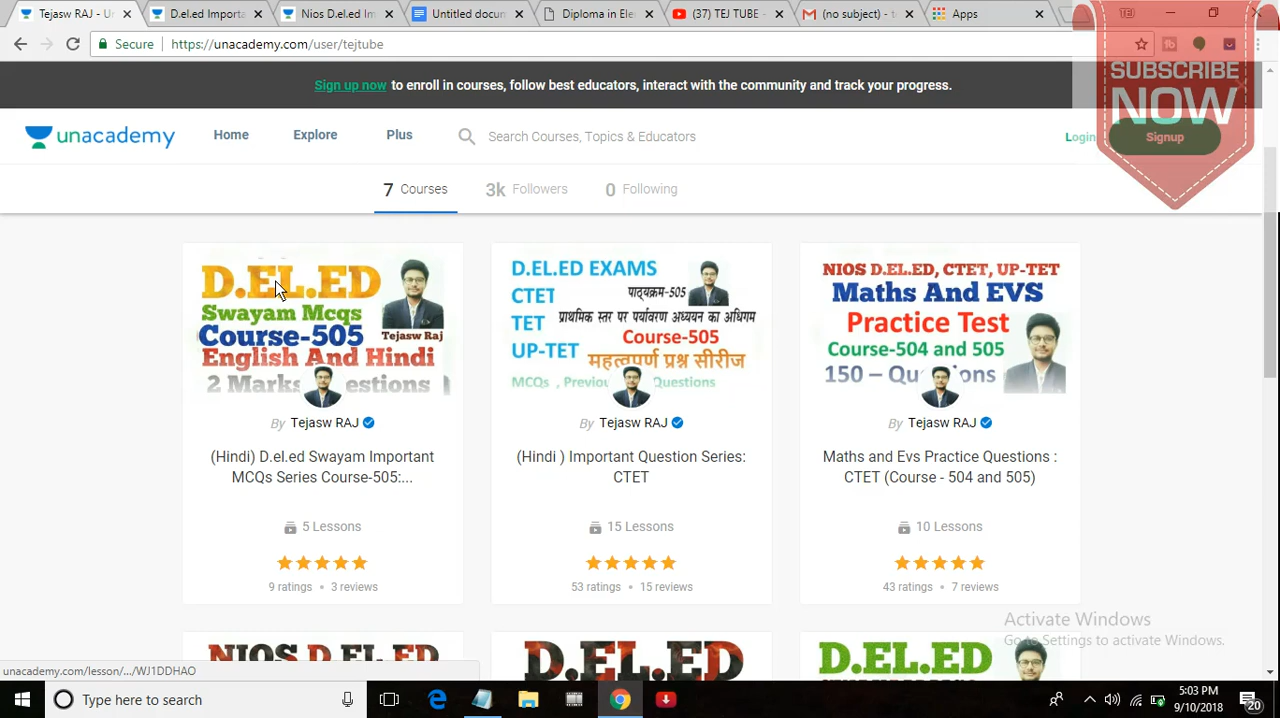 Tejasw RAJ - U
D.el.ed Importa
Nios D.el.ed Im
Untitled docun
Diploma in Ele
(37) TEJ TUBE -
(no subject) - t
Apps
TEJ
Secure
https://unacademy.com/user/tejtube
SUBSCRIBE
NOW
Sign up now to enroll in courses, follow best educators, interact with the community and track your progress.
unacademy
Home
Explore
Plus
Search Courses, Topics & Educators
Login
Signup
7 Courses
3k Followers
0 Following
D.EL.ED
Swayam Mcqs
Course-505
Tejasw Raj
English And Hindi
2 Marks
estions
By Tejasw RAJ
(Hindi) D.el.ed Swayam Important
MCQs Series Course-505:...
5 Lessons
9 ratings • 3 reviews
D.EL.ED EXAMS
CTET
TET
UP-TET
पाठ्यक्रम-505
प्राथमिक स्तर पर पर्यावरण अध्ययन का अधिगम
Course-505
महत्वपूर्ण प्रश्न सीरीज
MCQs , Previou
Questions
By Tejasw RAJ
(Hindi ) Important Question Series:
CTET
15 Lessons
53 ratings • 15 reviews
NIOS D.EL.ED, CTET, UP-TET
Maths And EVS
Practice Test
Course-504 and 505
150 – Qu
ons
By Tejasw RAJ
Maths and Evs Practice Questions :
CTET (Course - 504 and 505)
10 Lessons
43 ratings • 7 reviews
NIOS D.EL.ED
D.EL.ED
D.EL.ED
Activate Windows
Go to Settings to activate Windows.
unacademy.com/lesson/.../WJ1DDHAO
Type here to search
5:03 PM
9/10/2018
20